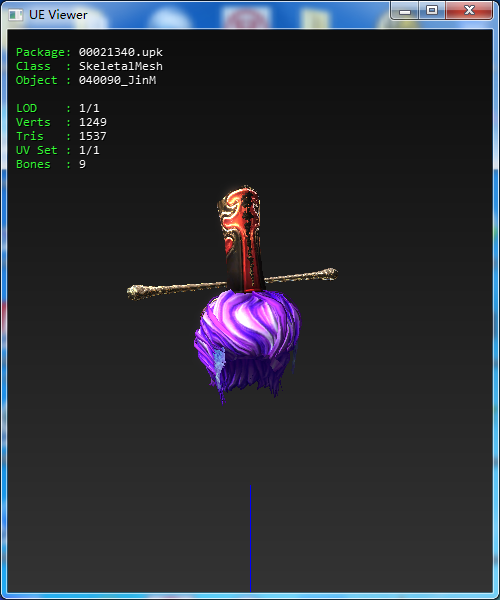 UE Viewer
Package: 00021340.upk
Class : SkeletalMesh
Object : 040090_JinM
LOD : 1/1
Verts : 1249
Tris : 1537
UV Set : 1/1
Bones : 9